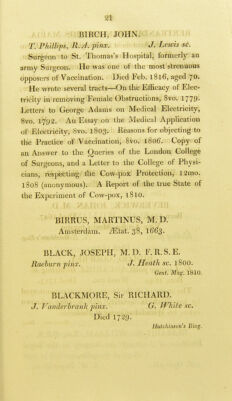 21
BIRCH, JOHN.
T. Phillips, R. A. pinx. J. Lewis sc.
Surgeon to St. Thomas's Hospital, formerly an
army Surgeon. He was one of the most strenuous
opposers of Vaccination. Died Feb. 1816, aged 70.
He wrote several tracts—On the Efficacy of Elec-
tricity in removing Female Obstructions, 8vo. 1779.
Letters to George Adams on Medical Electricity,
8vo. 1792. An Essay on the Medical Application
of Electricity, 8vo. 1803. Reasons for objecting to
the Practice of Vaccination, 8vo. 1806. Copy of
an Answer to the Queries of the London College
of Surgeons, and a Letter to the College of Physi-
cians, respecting the Cow-pox Protection, 12mo.
1808 (anonymous). A Report of the true State of
the Experiment of Cow-pox, 1810.
BIRRUS, MARTINUS, M. D.
Amsterdam. Ætat. 38, 1663.
BLACK, JOSEPH, M. D. F. R. S. E.
Raeburn pinx. J. Heath sc. 1800.
Gent. Mag. 1810.
BLACKMORE, Sir RICHARD.
J. Vanderbrank pinx. G. White sc.
Died 1729.
Hutchinson's Biog.